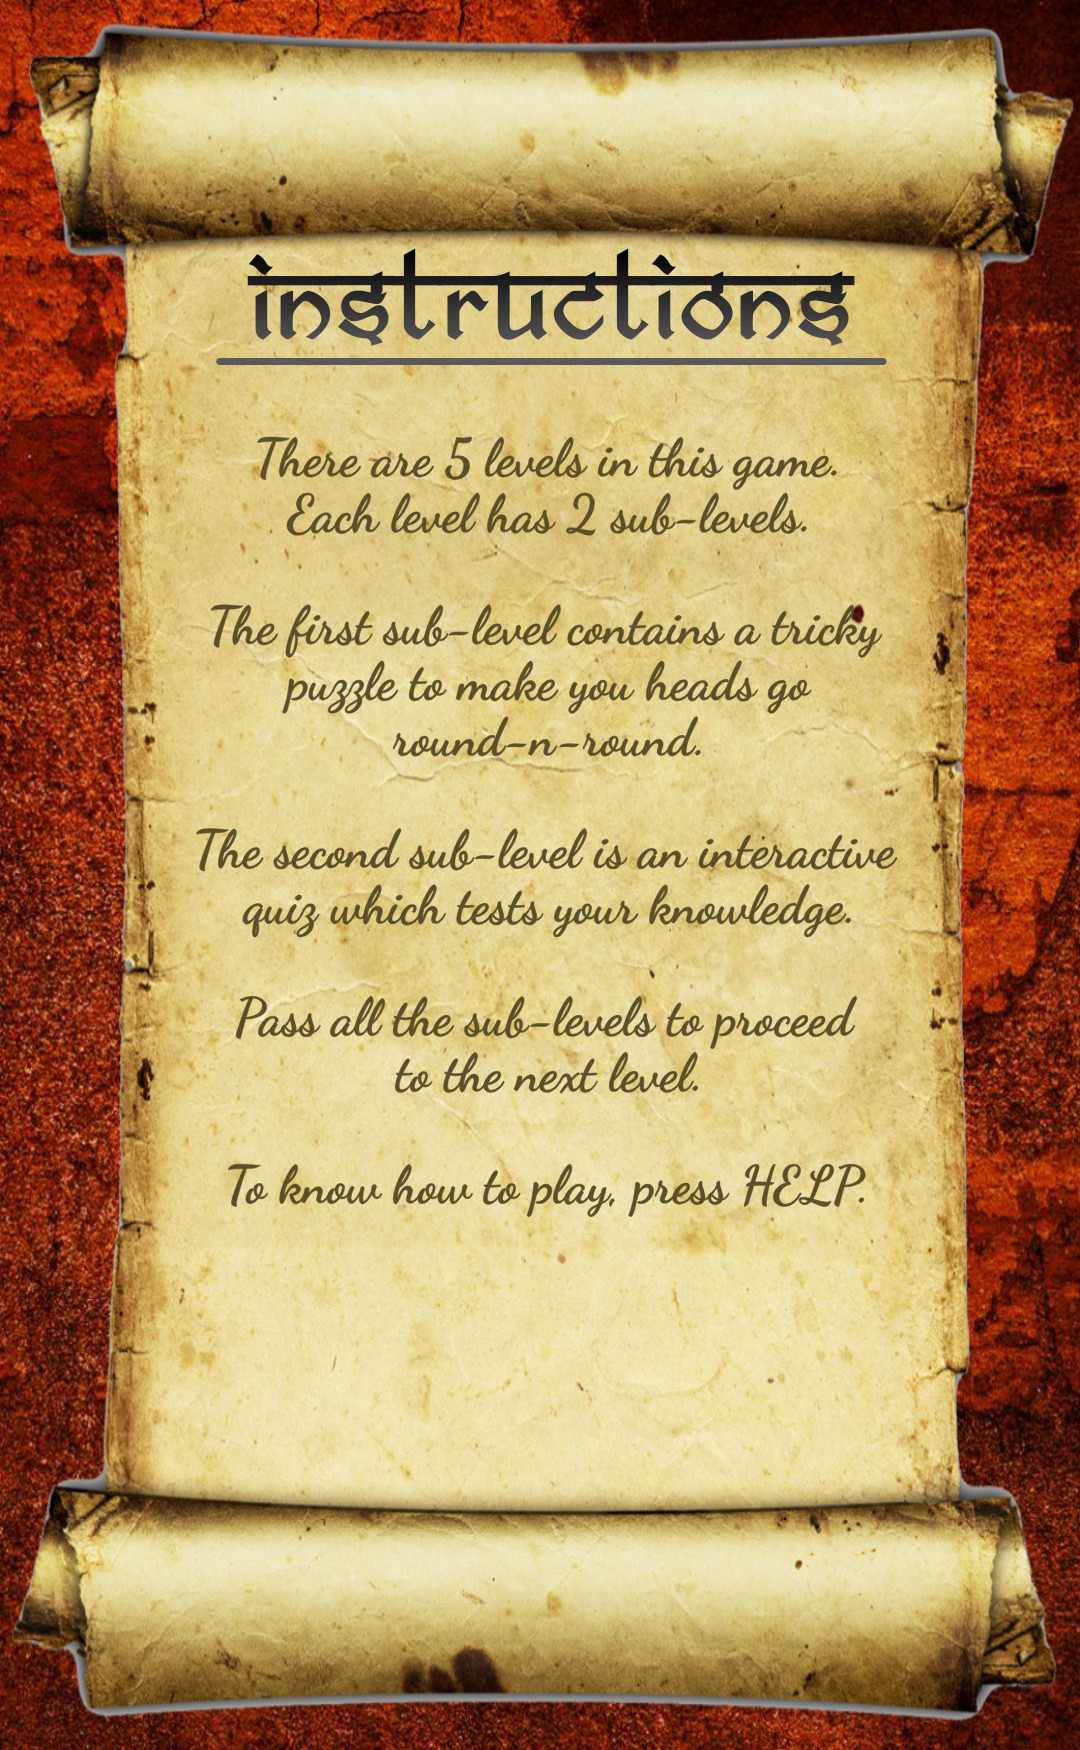 instructions
There are 5 levels in this game.
Each level has 2 sub-levels.
The first sub-level contains a tricky
puzzle to make you heads go
round-n-round.
The second sub-level is an interactive
quiz which tests your knowledge.
Pass all the sub-levels to proceed
to the next level.
To know how to play, press HELP.